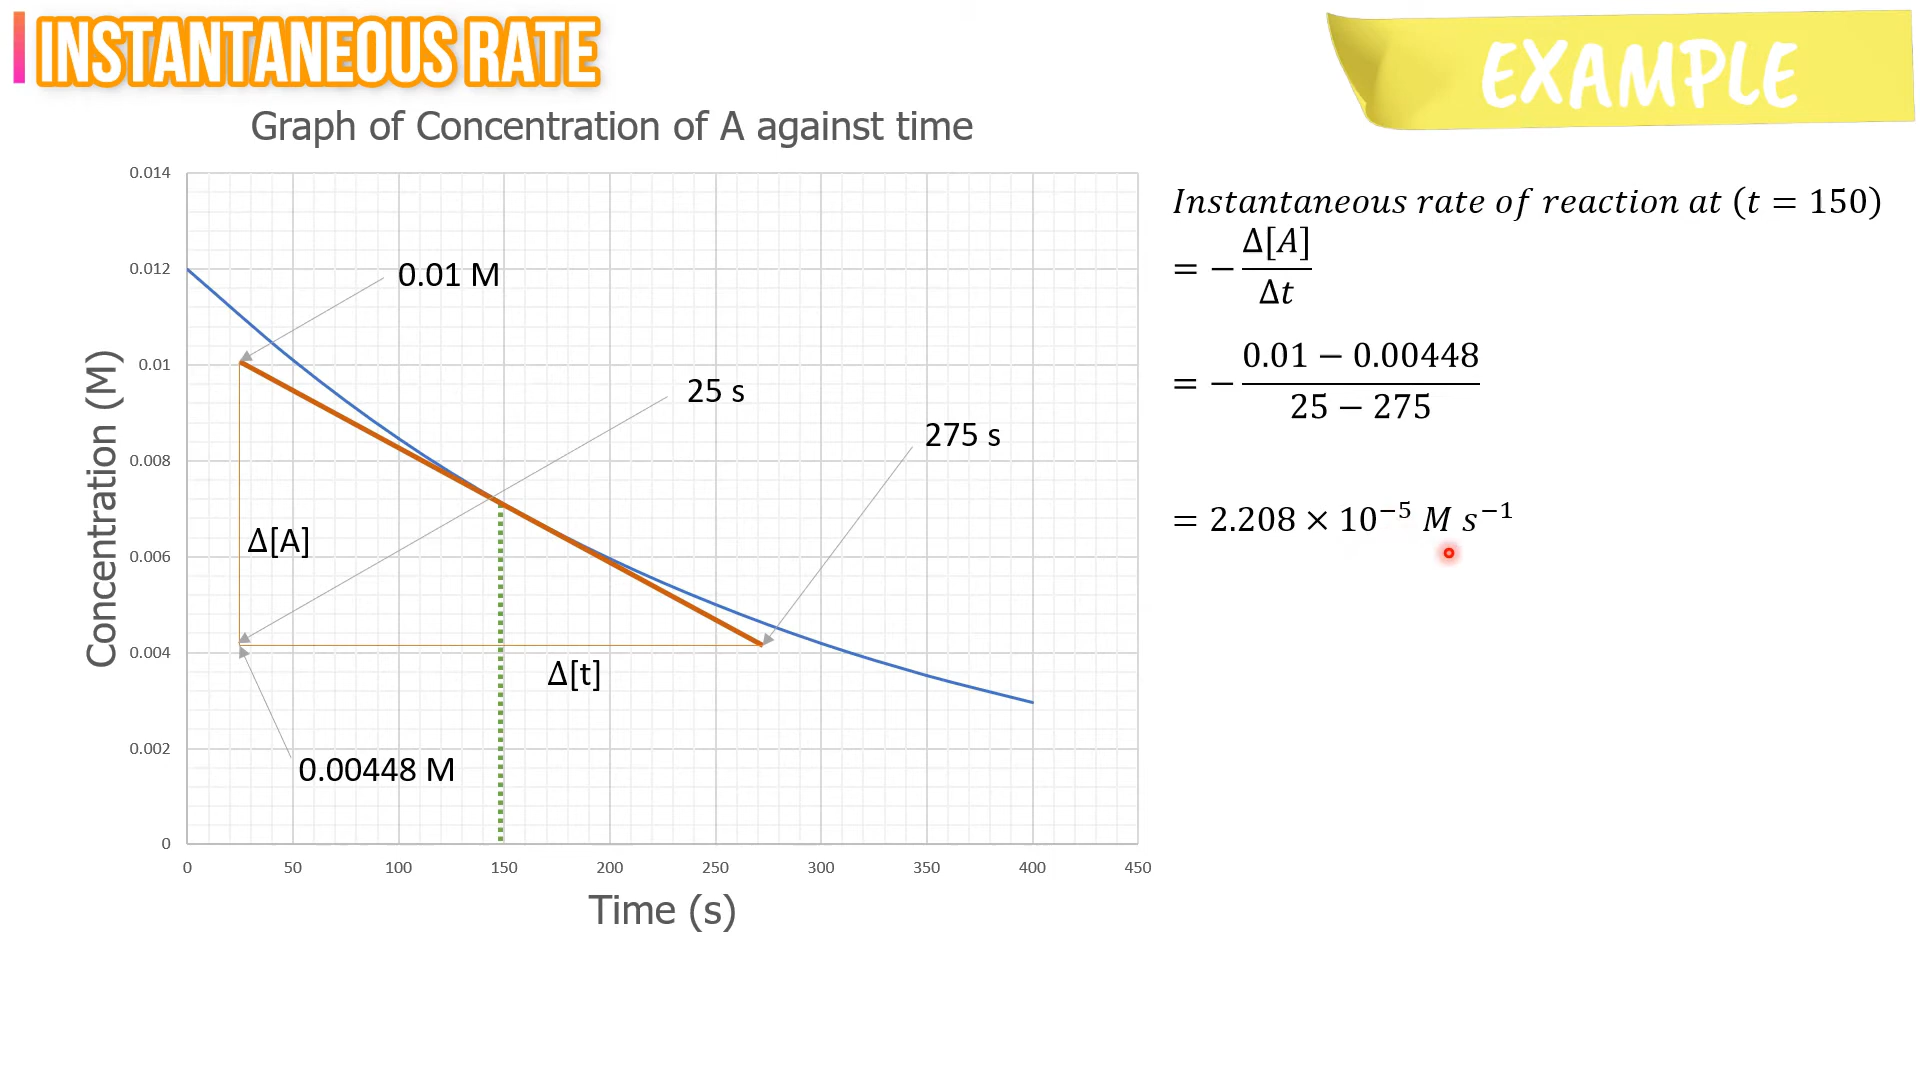 INSTANTANEOUS RATE
EXAMPLE
Graph of Concentration of A against time
0.014
0.012
0.01
0.008
0.006
0.004
0.002
0
0 50 100 150 200 250 300 350 400 450
Concentration (M)
Time (s)
0.01 M
25 s
275 s
Δ[A]
Δ[t]
0.00448 M
Instantaneous rate of reaction at (t = 150)
= − Δ[A] / Δt
= − 0.01 − 0.00448 / 25 − 275
= 2.208 × 10⁻⁵ M s⁻¹